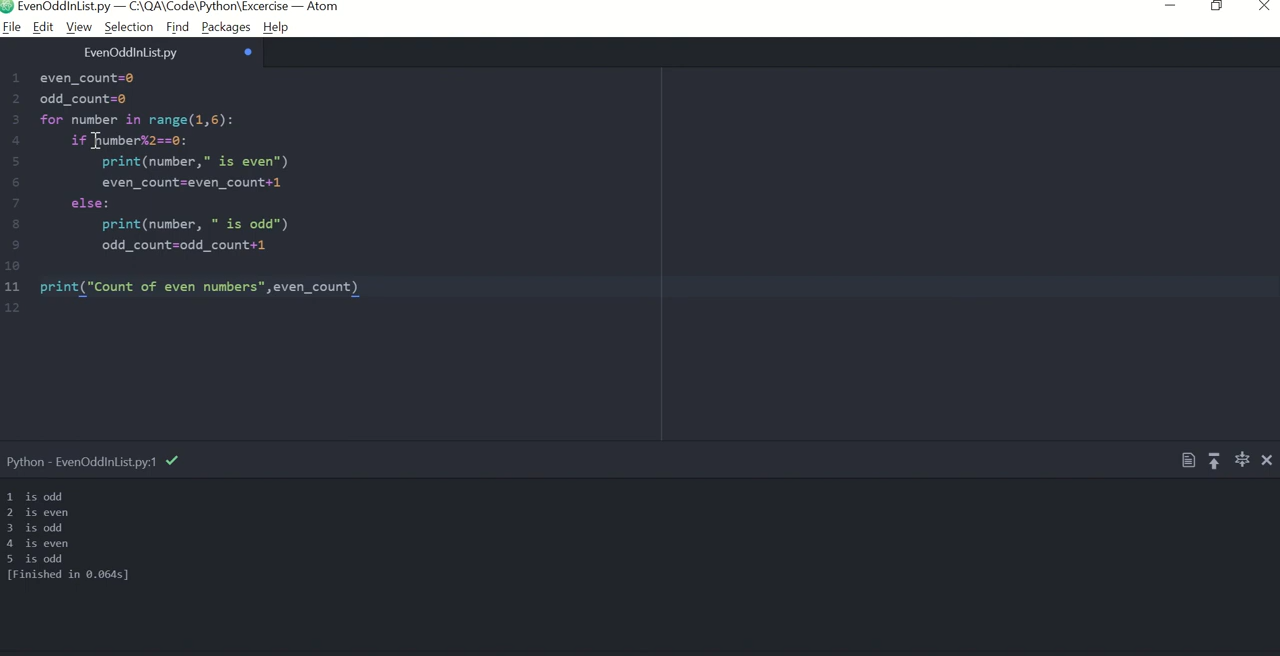 EvenOddInList.py — C:\QA\Code\Python\Excercise — Atom
File Edit View Selection Find Packages Help
EvenOddInList.py
1 even_count=0
2 odd_count=0
3 for number in range(1,6):
4 if number%2==0:
5 print(number," is even")
6 even_count=even_count+1
7 else:
8 print(number, " is odd")
9 odd_count=odd_count+1
10
11 print("Count of even numbers",even_count)
12
Python - EvenOddInList.py:1
1 is odd
2 is even
3 is odd
4 is even
5 is odd
[Finished in 0.064s]